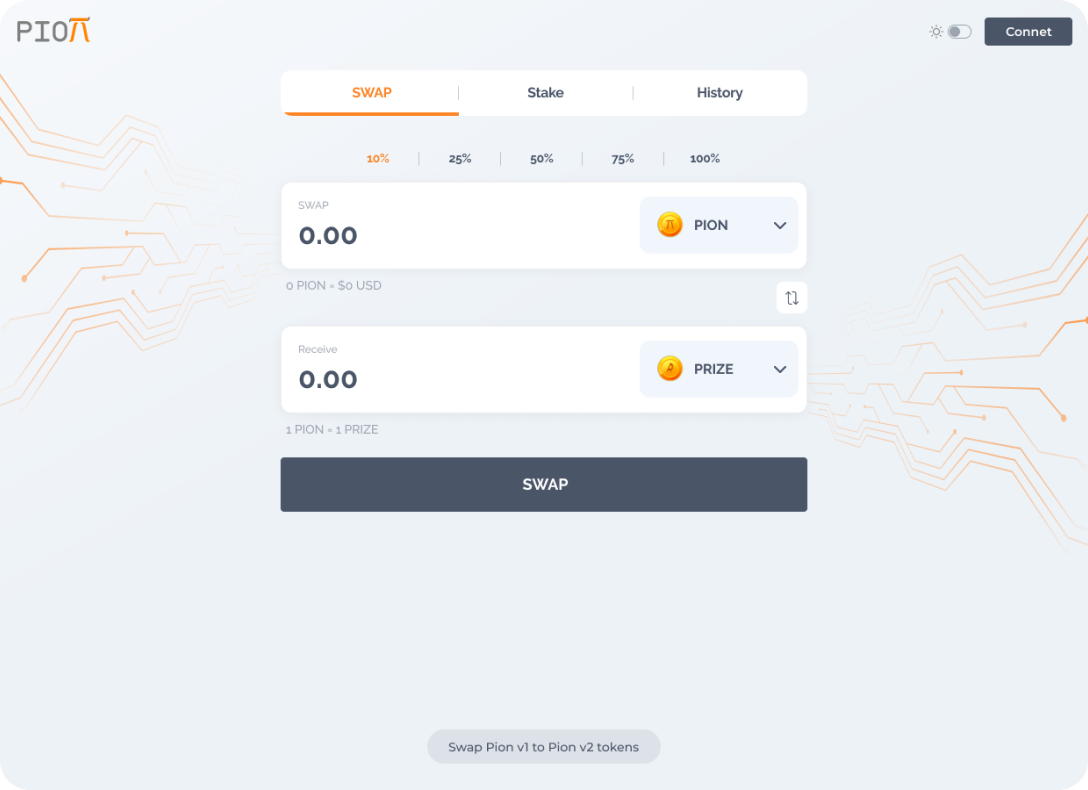 PIOπ
Connet
SWAP
Stake
History
10%
25%
50%
75%
100%
SWAP
0.00
PION
0 PION = $0 USD
Receive
0.00
PRIZE
1 PION = 1 PRIZE
SWAP
Swap Pion v1 to Pion v2 tokens